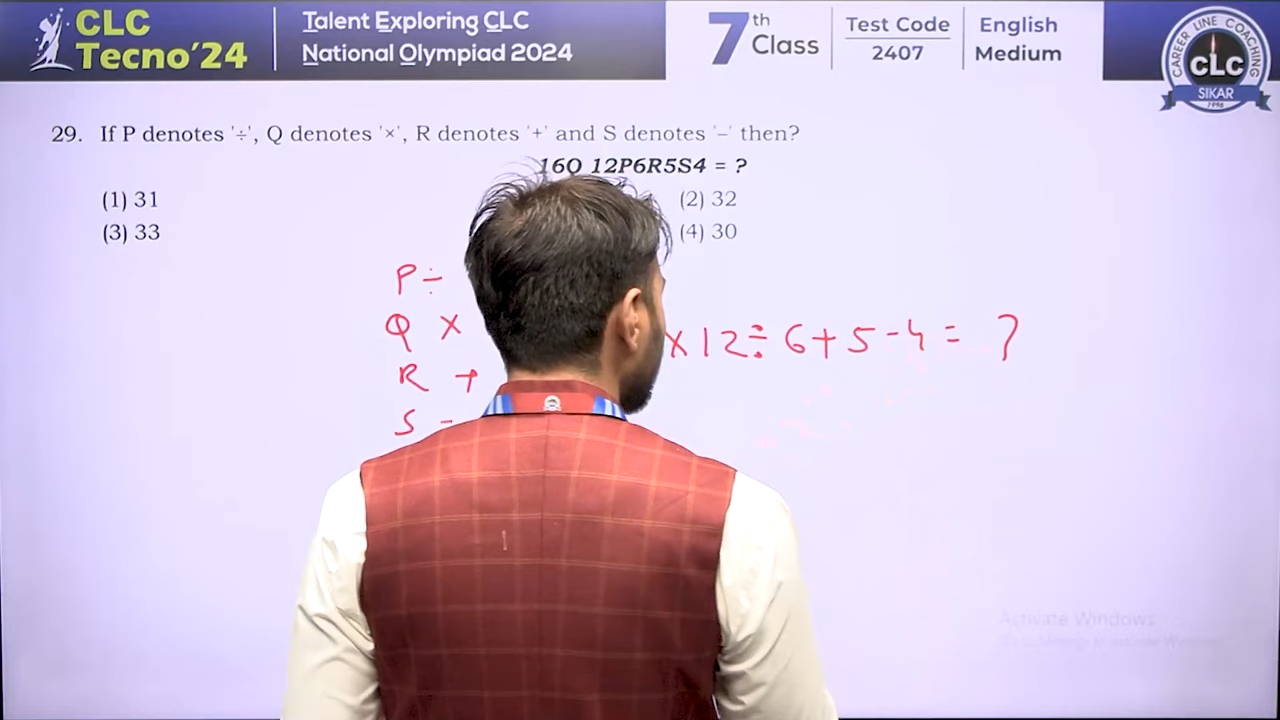 CLC
Tecno'24
Talent Exploring CLC
National Olympiad 2024
7th Class
Test Code
2407
English
Medium
CAREER LINE COACHING
CLC
SIKAR
1996
29. If P denotes '÷', Q denotes '×', R denotes '+' and S denotes '–' then?
16Q 12P6R5S4 = ?
(1) 31 (2) 32
(3) 33 (4) 30
P ÷
Q ×
× 12 ÷ 6 + 5 - 4 = ?
R +
S -
Activate Windows